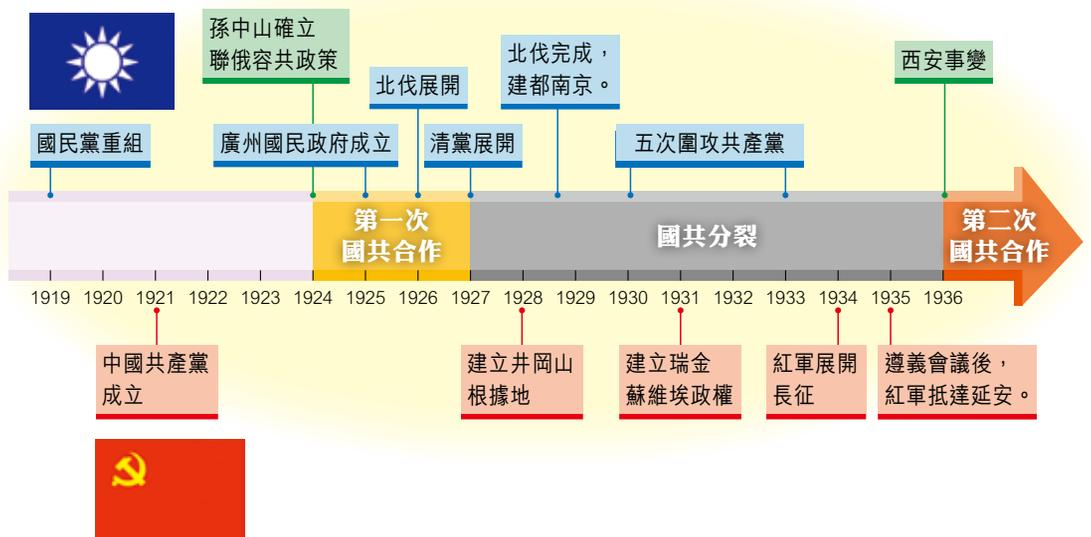 孫中山確立
聯俄容共政策
北伐完成，
建都南京。
西安事變
北伐展開
國民黨重組
廣州國民政府成立
清黨展開
五次圍攻共產黨
第一次
國共合作
國共分裂
第二次
國共合作
1919 1920 1921 1922 1923 1924 1925 1926 1927 1928 1929 1930 1931 1932 1933 1934 1935 1936
中國共產黨
成立
建立井岡山
根據地
建立瑞金
蘇維埃政權
紅軍展開
長征
遵義會議後，
紅軍抵達延安。